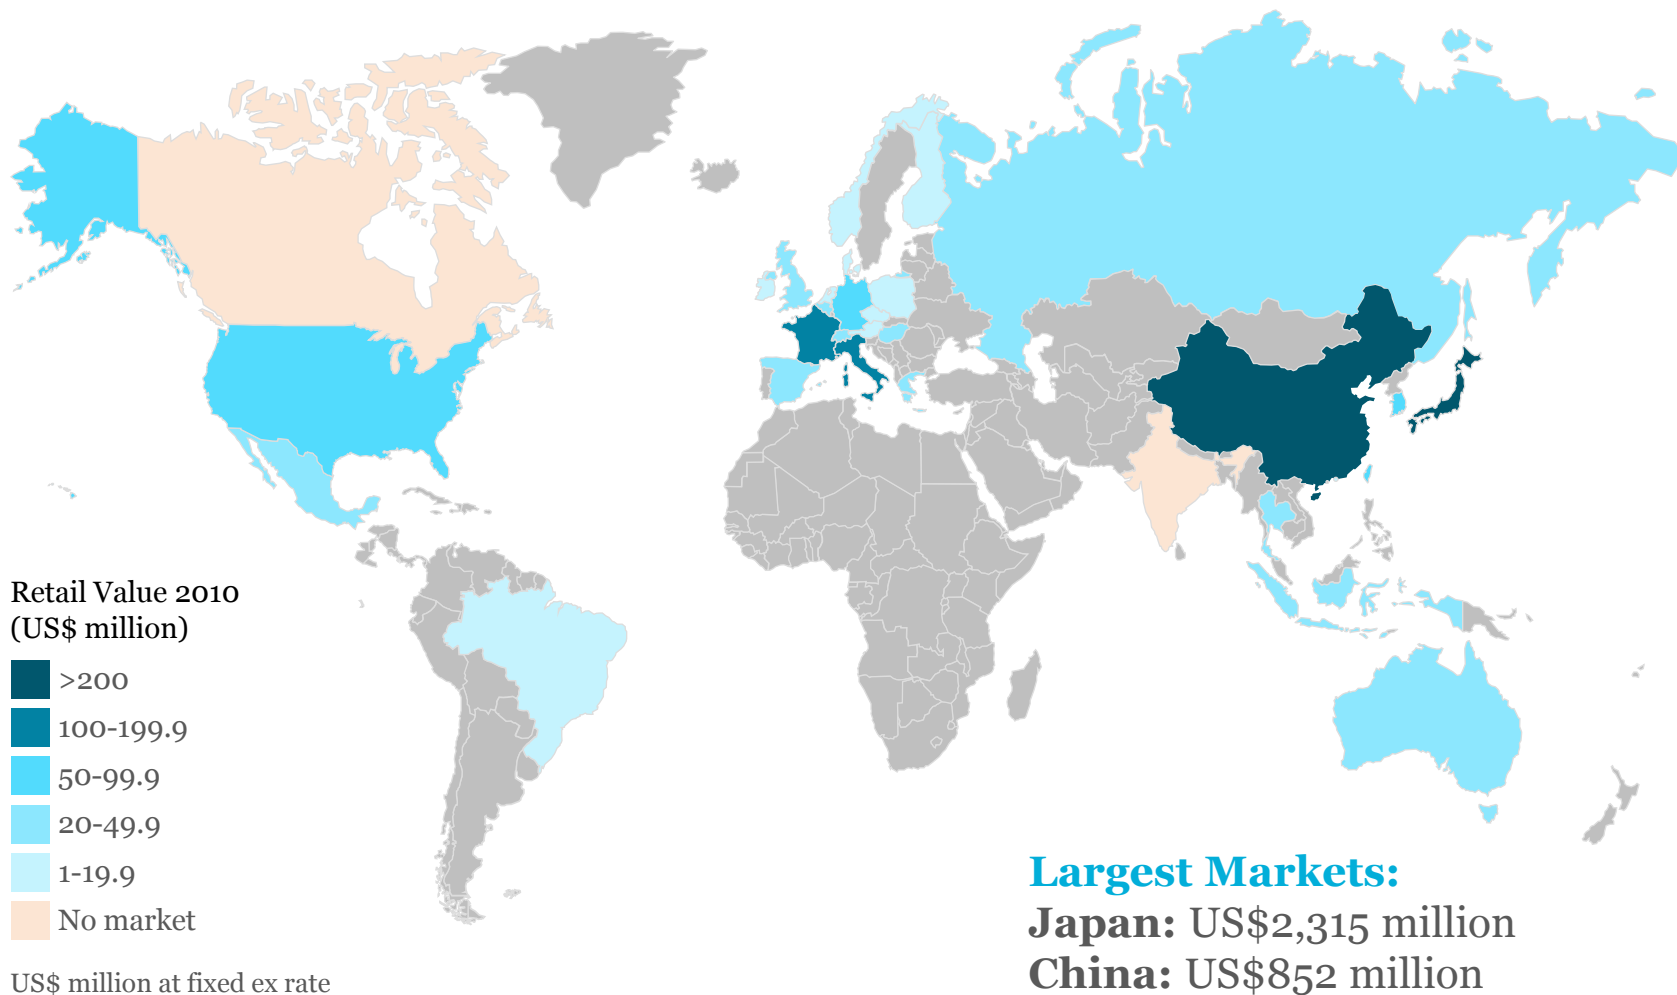 Retail Value 2010
(US$ million)
>200
100-199.9
50-99.9
20-49.9
1-19.9
No market
US$ million at fixed ex rate
Largest Markets:
Japan: US$2,315 million
China: US$852 million